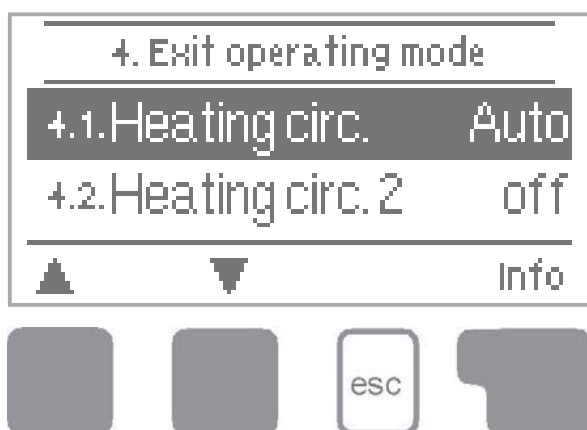 4. Exit operating mode
4.1.Heating circ. Auto
4.2.Heating circ. 2 off
Info
esc